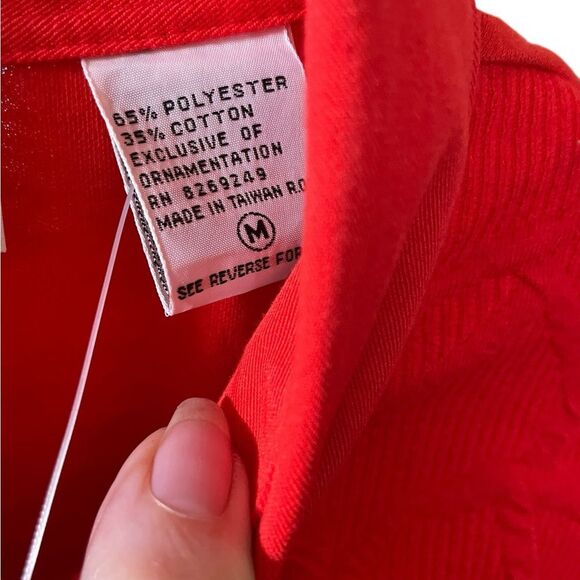 65% POLYESTER
35% COTTON
EXCLUSIVE OF
ORNAMENTATION
RN 8269249
MADE IN TAIWAN R.O
M
SEE REVERSE FOR